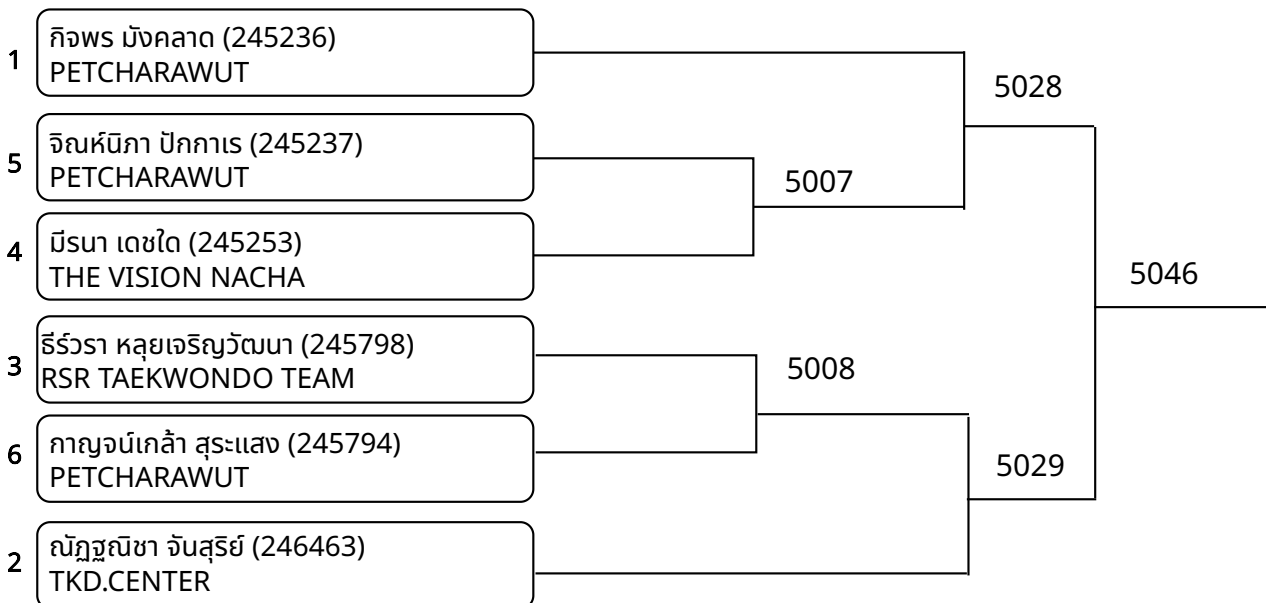 1
กิจพร มังคลาด (245236)
PETCHARAWUT
5028
5
จิณห์นิภา ปักกาเร (245237)
PETCHARAWUT
5007
4
มีรนา เดชใด (245253)
THE VISION NACHA
5046
3
ธีร์วรา หลุยเจริญวัฒนา (245798)
RSR TAEKWONDO TEAM
5008
6
กาญจน์เกล้า สุระแสง (245794)
PETCHARAWUT
5029
2
ณัฏฐณิชา จันสุริย์ (246463)
TKD.CENTER